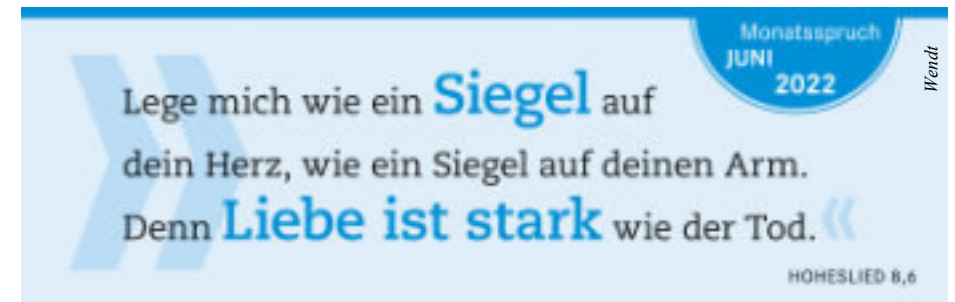 Monatsspruch
JUNI
2022
Wendt
Lege mich wie ein Siegel auf
dein Herz, wie ein Siegel auf deinen Arm.
Denn Liebe ist stark wie der Tod.
HOHESLIED 8,6